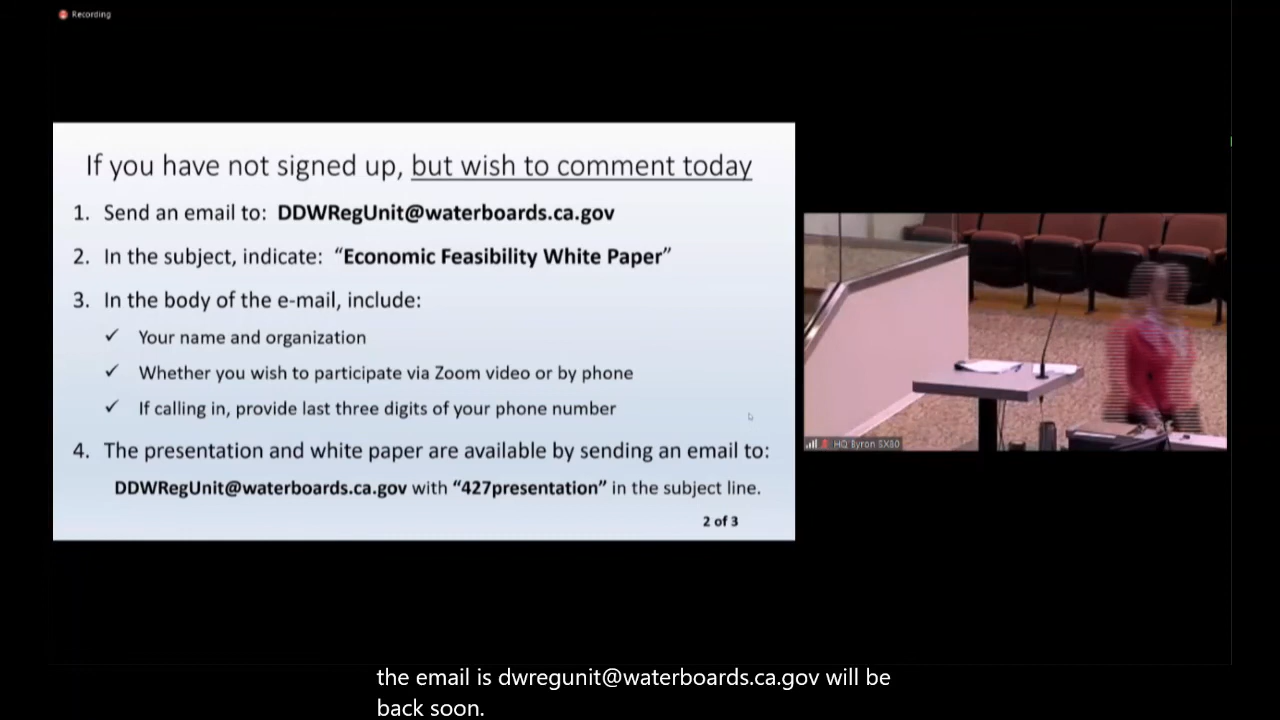 Recording
If you have not signed up, but wish to comment today
1. Send an email to: DDWRegUnit@waterboards.ca.gov
2. In the subject, indicate: “Economic Feasibility White Paper”
3. In the body of the e-mail, include:
✓ Your name and organization
✓ Whether you wish to participate via Zoom video or by phone
✓ If calling in, provide last three digits of your phone number
4. The presentation and white paper are available by sending an email to:
DDWRegUnit@waterboards.ca.gov with “427presentation” in the subject line.
2 of 3
HQ Byron SX80
the email is dwregunit@waterboards.ca.gov will be
back soon.